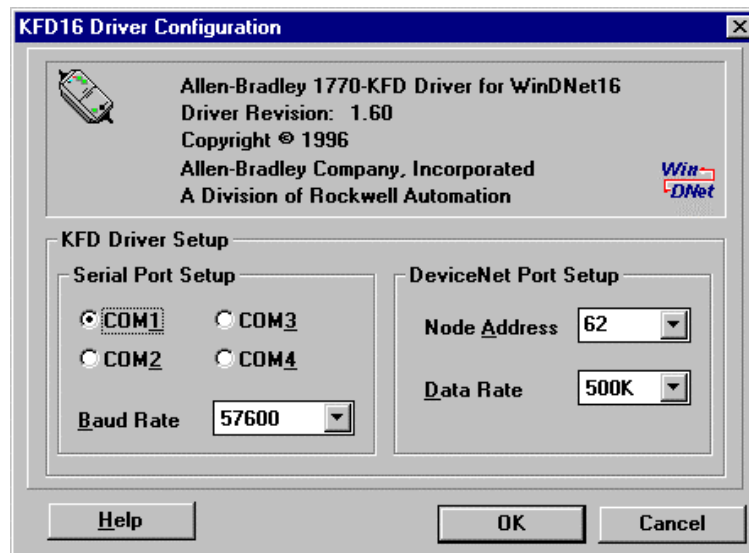 KFD16 Driver Configuration
Allen-Bradley 1770-KFD Driver for WinDNet16
Driver Revision: 1.60
Copyright © 1996
Allen-Bradley Company, Incorporated
A Division of Rockwell Automation
Win
DNet
KFD Driver Setup
Serial Port Setup
COM1 COM3
COM2 COM4
Baud Rate 57600
DeviceNet Port Setup
Node Address 62
Data Rate 500K
Help OK Cancel